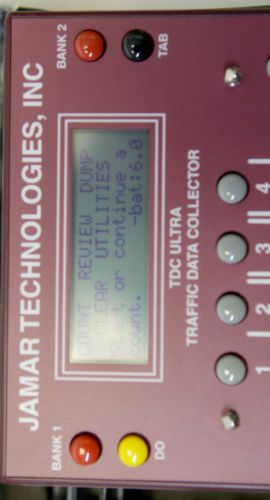 JAMAR TECHNOLOGIES, INC
BANK 1
BANK 2
COUNT REVIEW DUMP
CLEAR UTILITIES
Start or continue a
count. -bat:6.0
DO
TAB
TDC ULTRA
TRAFFIC DATA COLLECTOR
1 2 3 4